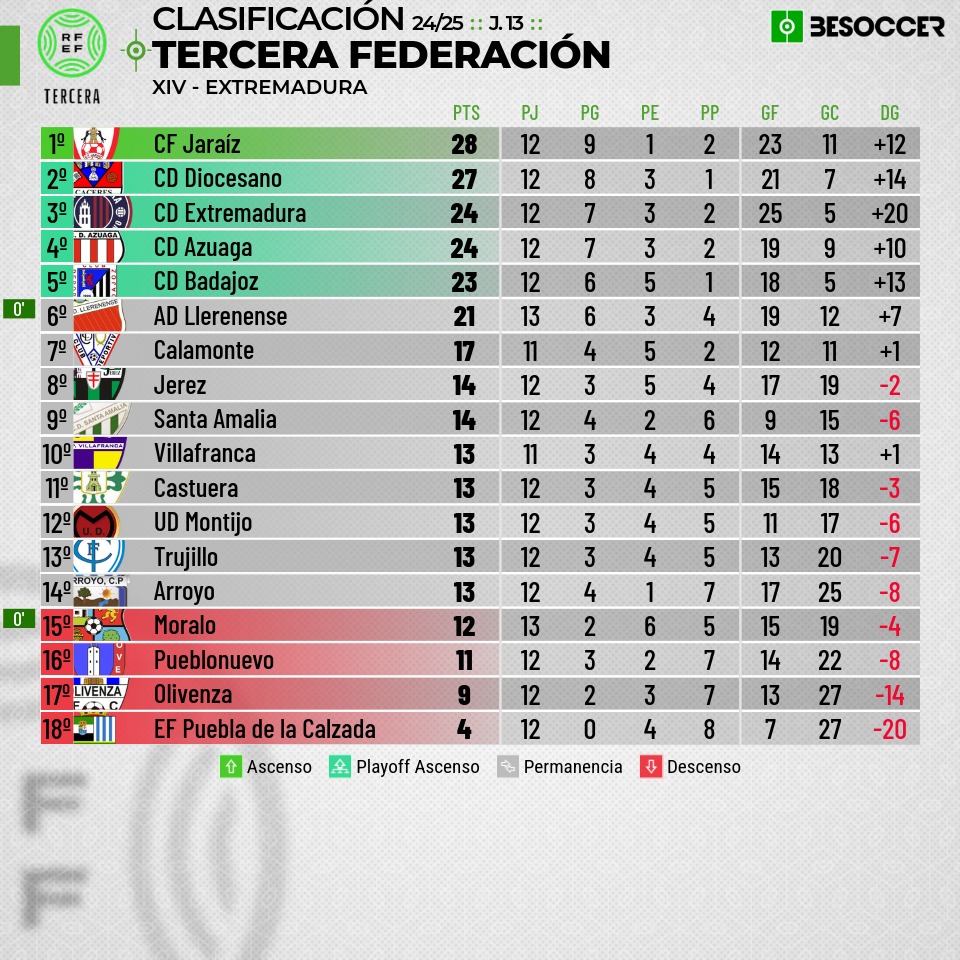 CLASIFICACIÓN 24/25 :: J.13 ::
TERCERA FEDERACIÓN
XIV - EXTREMADURA
RF
EF
TERCERA
BESOCCER
PTS PJ PG PE PP GF GC DG
1º CF Jaraíz 28 12 9 1 2 23 11 +12
2º CD Diocesano 27 12 8 3 1 21 7 +14
3º CD Extremadura 24 12 7 3 2 25 5 +20
4º CD Azuaga 24 12 7 3 2 19 9 +10
5º CD Badajoz 23 12 6 5 1 18 5 +13
0' 6º AD Llerenense 21 13 6 3 4 19 12 +7
7º Calamonte 17 11 4 5 2 12 11 +1
8º Jerez 14 12 3 5 4 17 19 -2
9º Santa Amalia 14 12 4 2 6 9 15 -6
10º Villafranca 13 11 3 4 4 14 13 +1
11º Castuera 13 12 3 4 5 15 18 -3
12º UD Montijo 13 12 3 4 5 11 17 -6
13º Trujillo 13 12 3 4 5 13 20 -7
14º Arroyo 13 12 4 1 7 17 25 -8
0' 15º Moralo 12 13 2 6 5 15 19 -4
16º Pueblonuevo 11 12 3 2 7 14 22 -8
17º Olivenza 9 12 2 3 7 13 27 -14
18º EF Puebla de la Calzada 4 12 0 4 8 7 27 -20
Ascenso Playoff Ascenso Permanencia Descenso